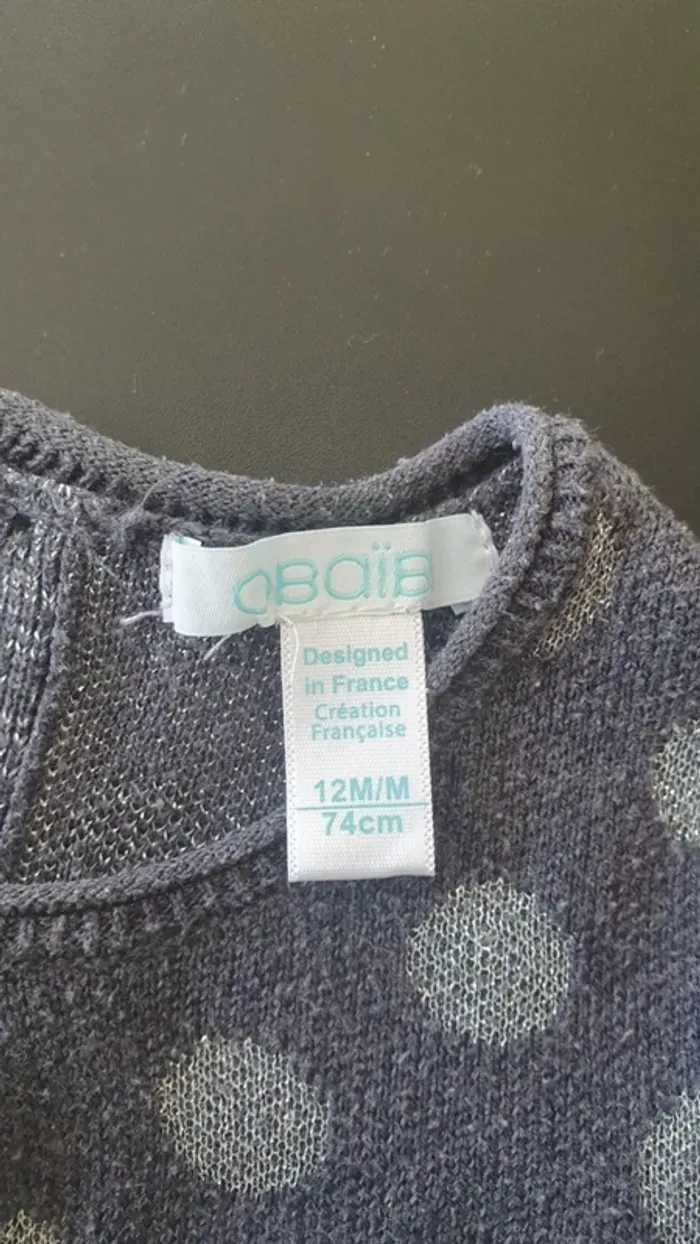 OBaïBi
Designed
in France
Création
Française
12M/M
74cm